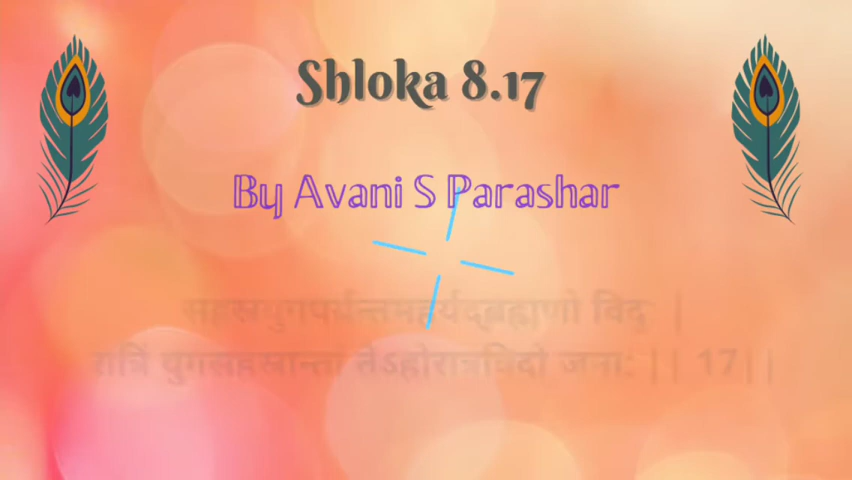 Shloka 8.17
By Avani S Parashar
सहस्रयुगपर्यन्तमहर्यद्ब्रह्मणो विदुः |
रात्रिं युगसहस्रान्तां तेऽहोरात्रविदो जनाः || 17||